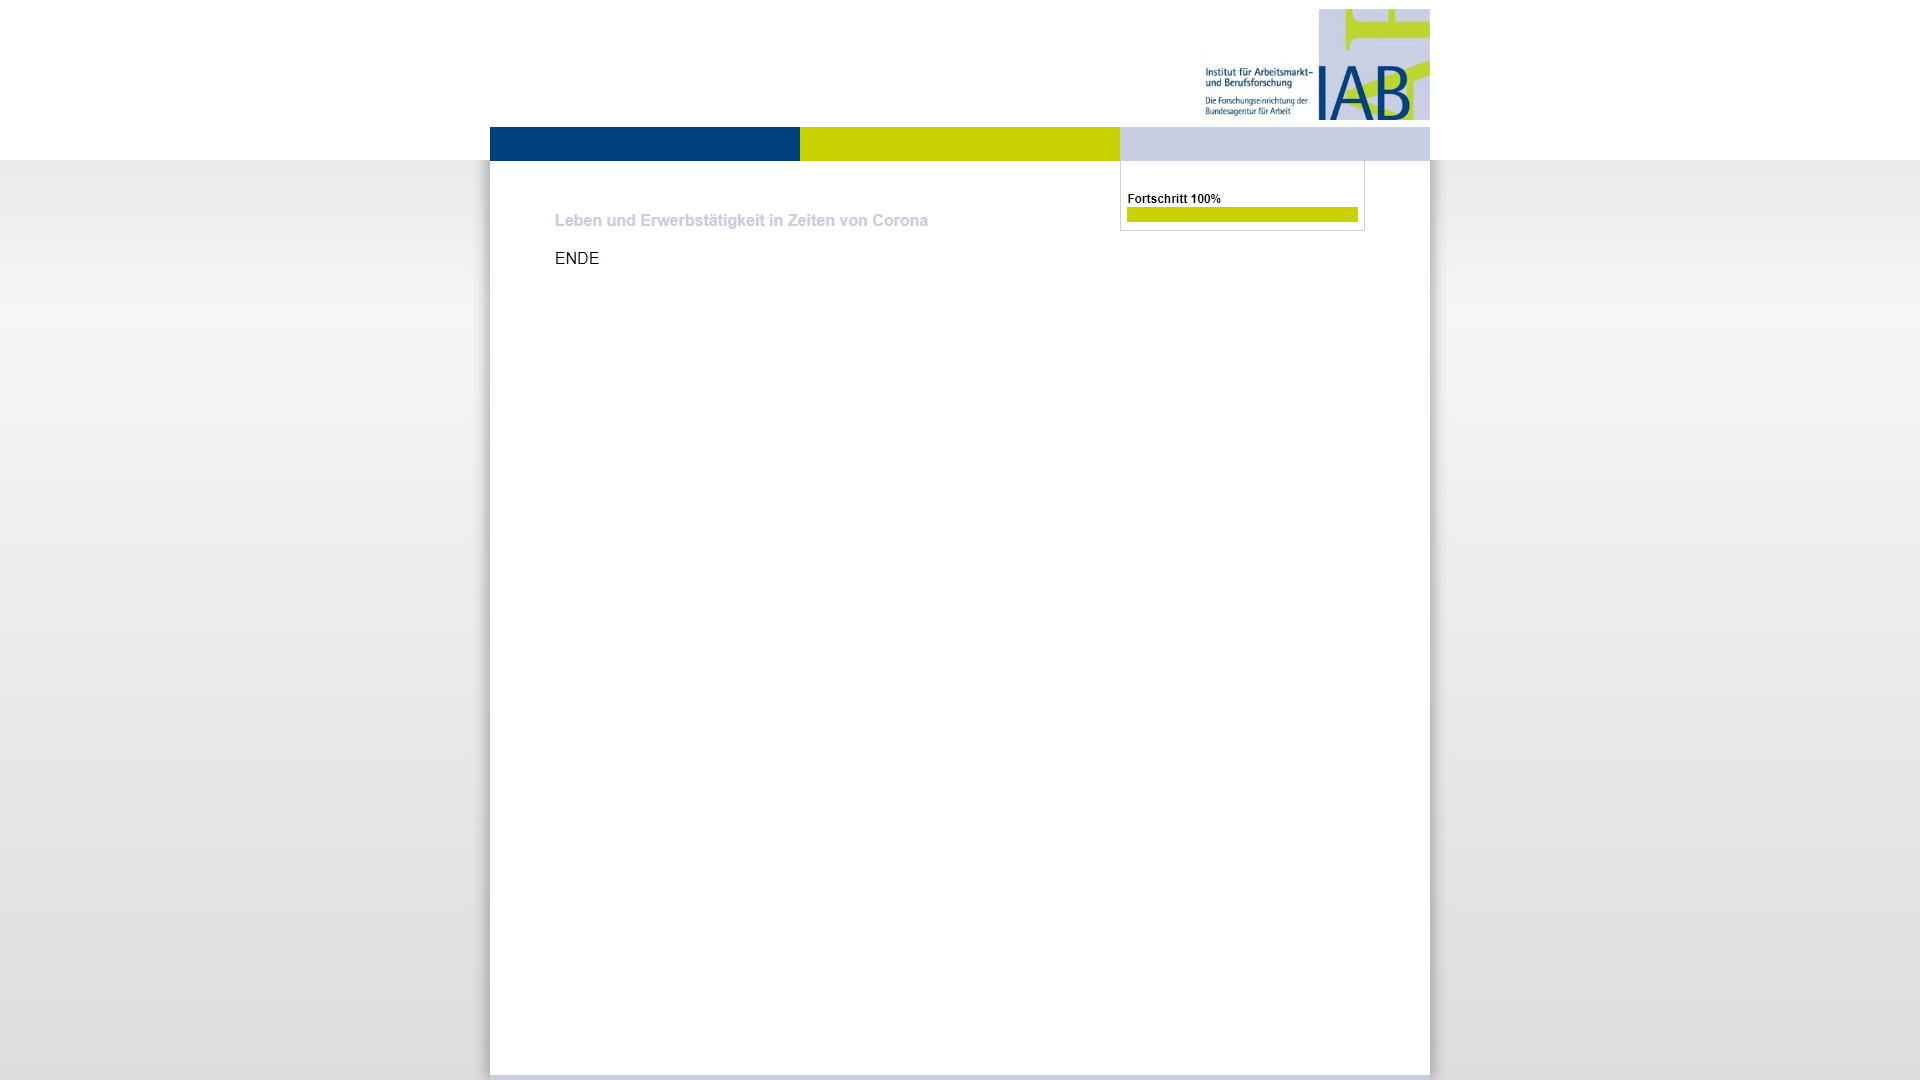 Institut für Arbeitsmarkt-
und Berufsforschung
Die Forschungseinrichtung der
Bundesagentur für Arbeit
IAB
Fortschritt 100%
Leben und Erwerbstätigkeit in Zeiten von Corona
ENDE